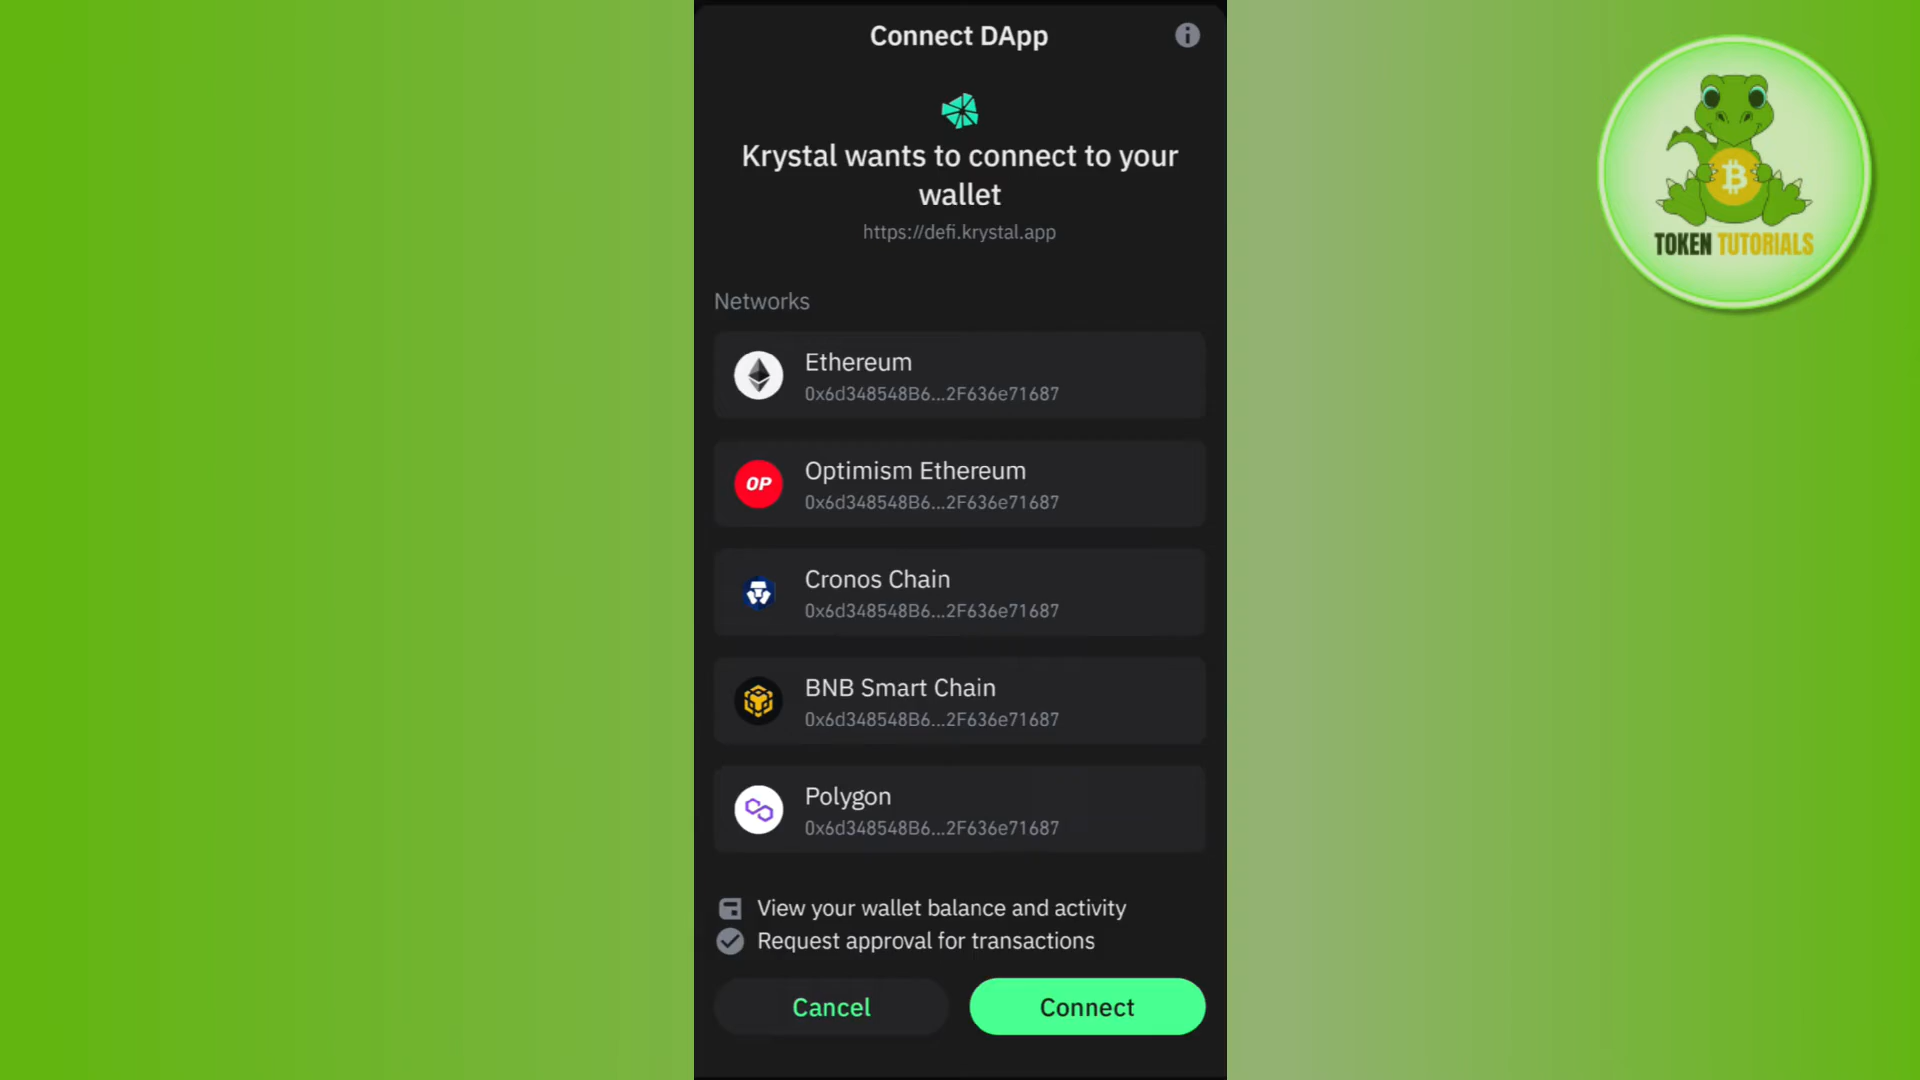 Connect DApp
Krystal wants to connect to your
wallet
https://defi.krystal.app
Networks
Ethereum
0x6d348548B6...2F636e71687
Optimism Ethereum
OP
0x6d348548B6...2F636e71687
Cronos Chain
0x6d348548B6...2F636e71687
BNB Smart Chain
0x6d348548B6...2F636e71687
Polygon
0x6d348548B6...2F636e71687
View your wallet balance and activity
Request approval for transactions
Cancel
Connect
TOKEN TUTORIALS